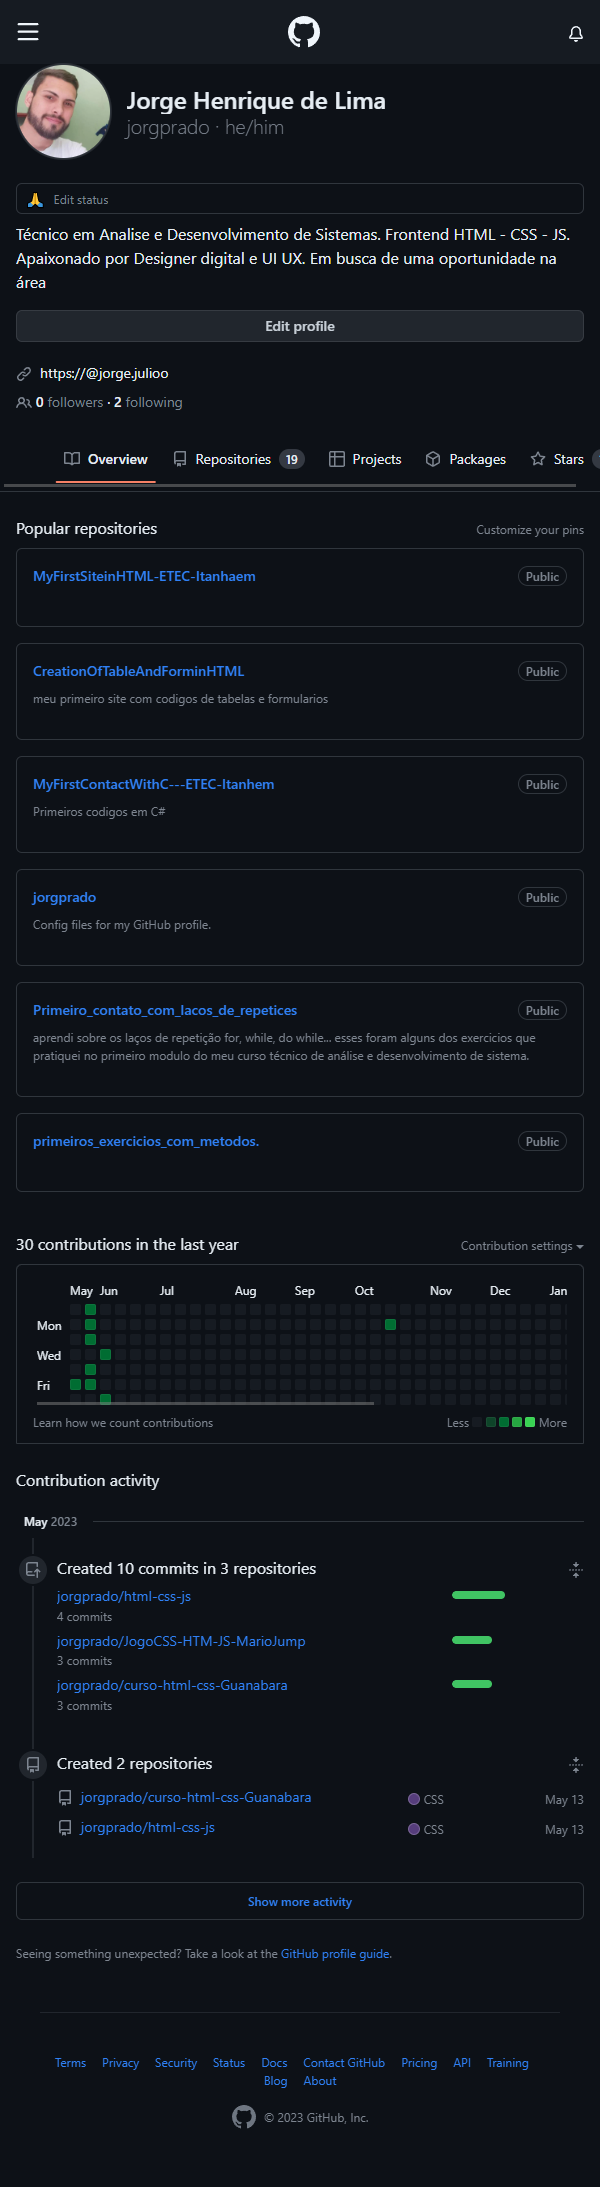 Jorge Henrique de Lima
jorgprado · he/him
Edit status
Técnico em Analise e Desenvolvimento de Sistemas. Frontend HTML - CSS - JS.
Apaixonado por Designer digital e UI UX. Em busca de uma oportunidade na
área
Edit profile
https://@jorge.julioo
0 followers · 2 following
Overview Repositories 19 Projects Packages Stars
Popular repositories Customize your pins
MyFirstSiteinHTML-ETEC-Itanhaem Public
CreationOfTableAndForminHTML Public
meu primeiro site com codigos de tabelas e formularios
MyFirstContactWithC---ETEC-Itanhem Public
Primeiros codigos em C#
jorgprado Public
Config files for my GitHub profile.
Primeiro_contato_com_lacos_de_repetices Public
aprendi sobre os laços de repetição for, while, do while... esses foram alguns dos exercicios que
pratiquei no primeiro modulo do meu curso técnico de análise e desenvolvimento de sistema.
primeiros_exercicios_com_metodos. Public
30 contributions in the last year Contribution settings
May Jun Jul Aug Sep Oct Nov Dec Jan
Mon
Wed
Fri
Learn how we count contributions Less More
Contribution activity
May 2023
Created 10 commits in 3 repositories
jorgprado/html-css-js
4 commits
jorgprado/JogoCSS-HTM-JS-MarioJump
3 commits
jorgprado/curso-html-css-Guanabara
3 commits
Created 2 repositories
jorgprado/curso-html-css-Guanabara CSS May 13
jorgprado/html-css-js CSS May 13
Show more activity
Seeing something unexpected? Take a look at the GitHub profile guide.
Terms Privacy Security Status Docs Contact GitHub Pricing API Training
Blog About
© 2023 GitHub, Inc.